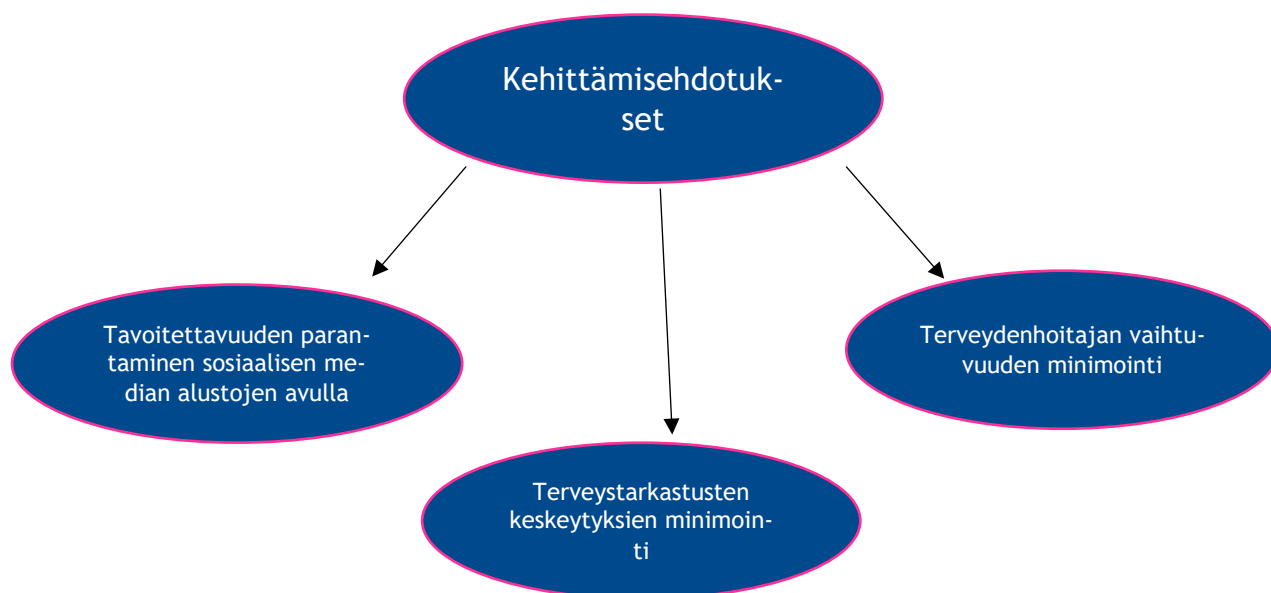 Kehittämisehdotuk-
set
Tavoitettavuuden paran-
taminen sosiaalisen me-
dian alustojen avulla
Terveydenhoitajan vaihtu-
vuuden minimointi
Terveystarkastusten
keskeytyksien minimoin-
ti